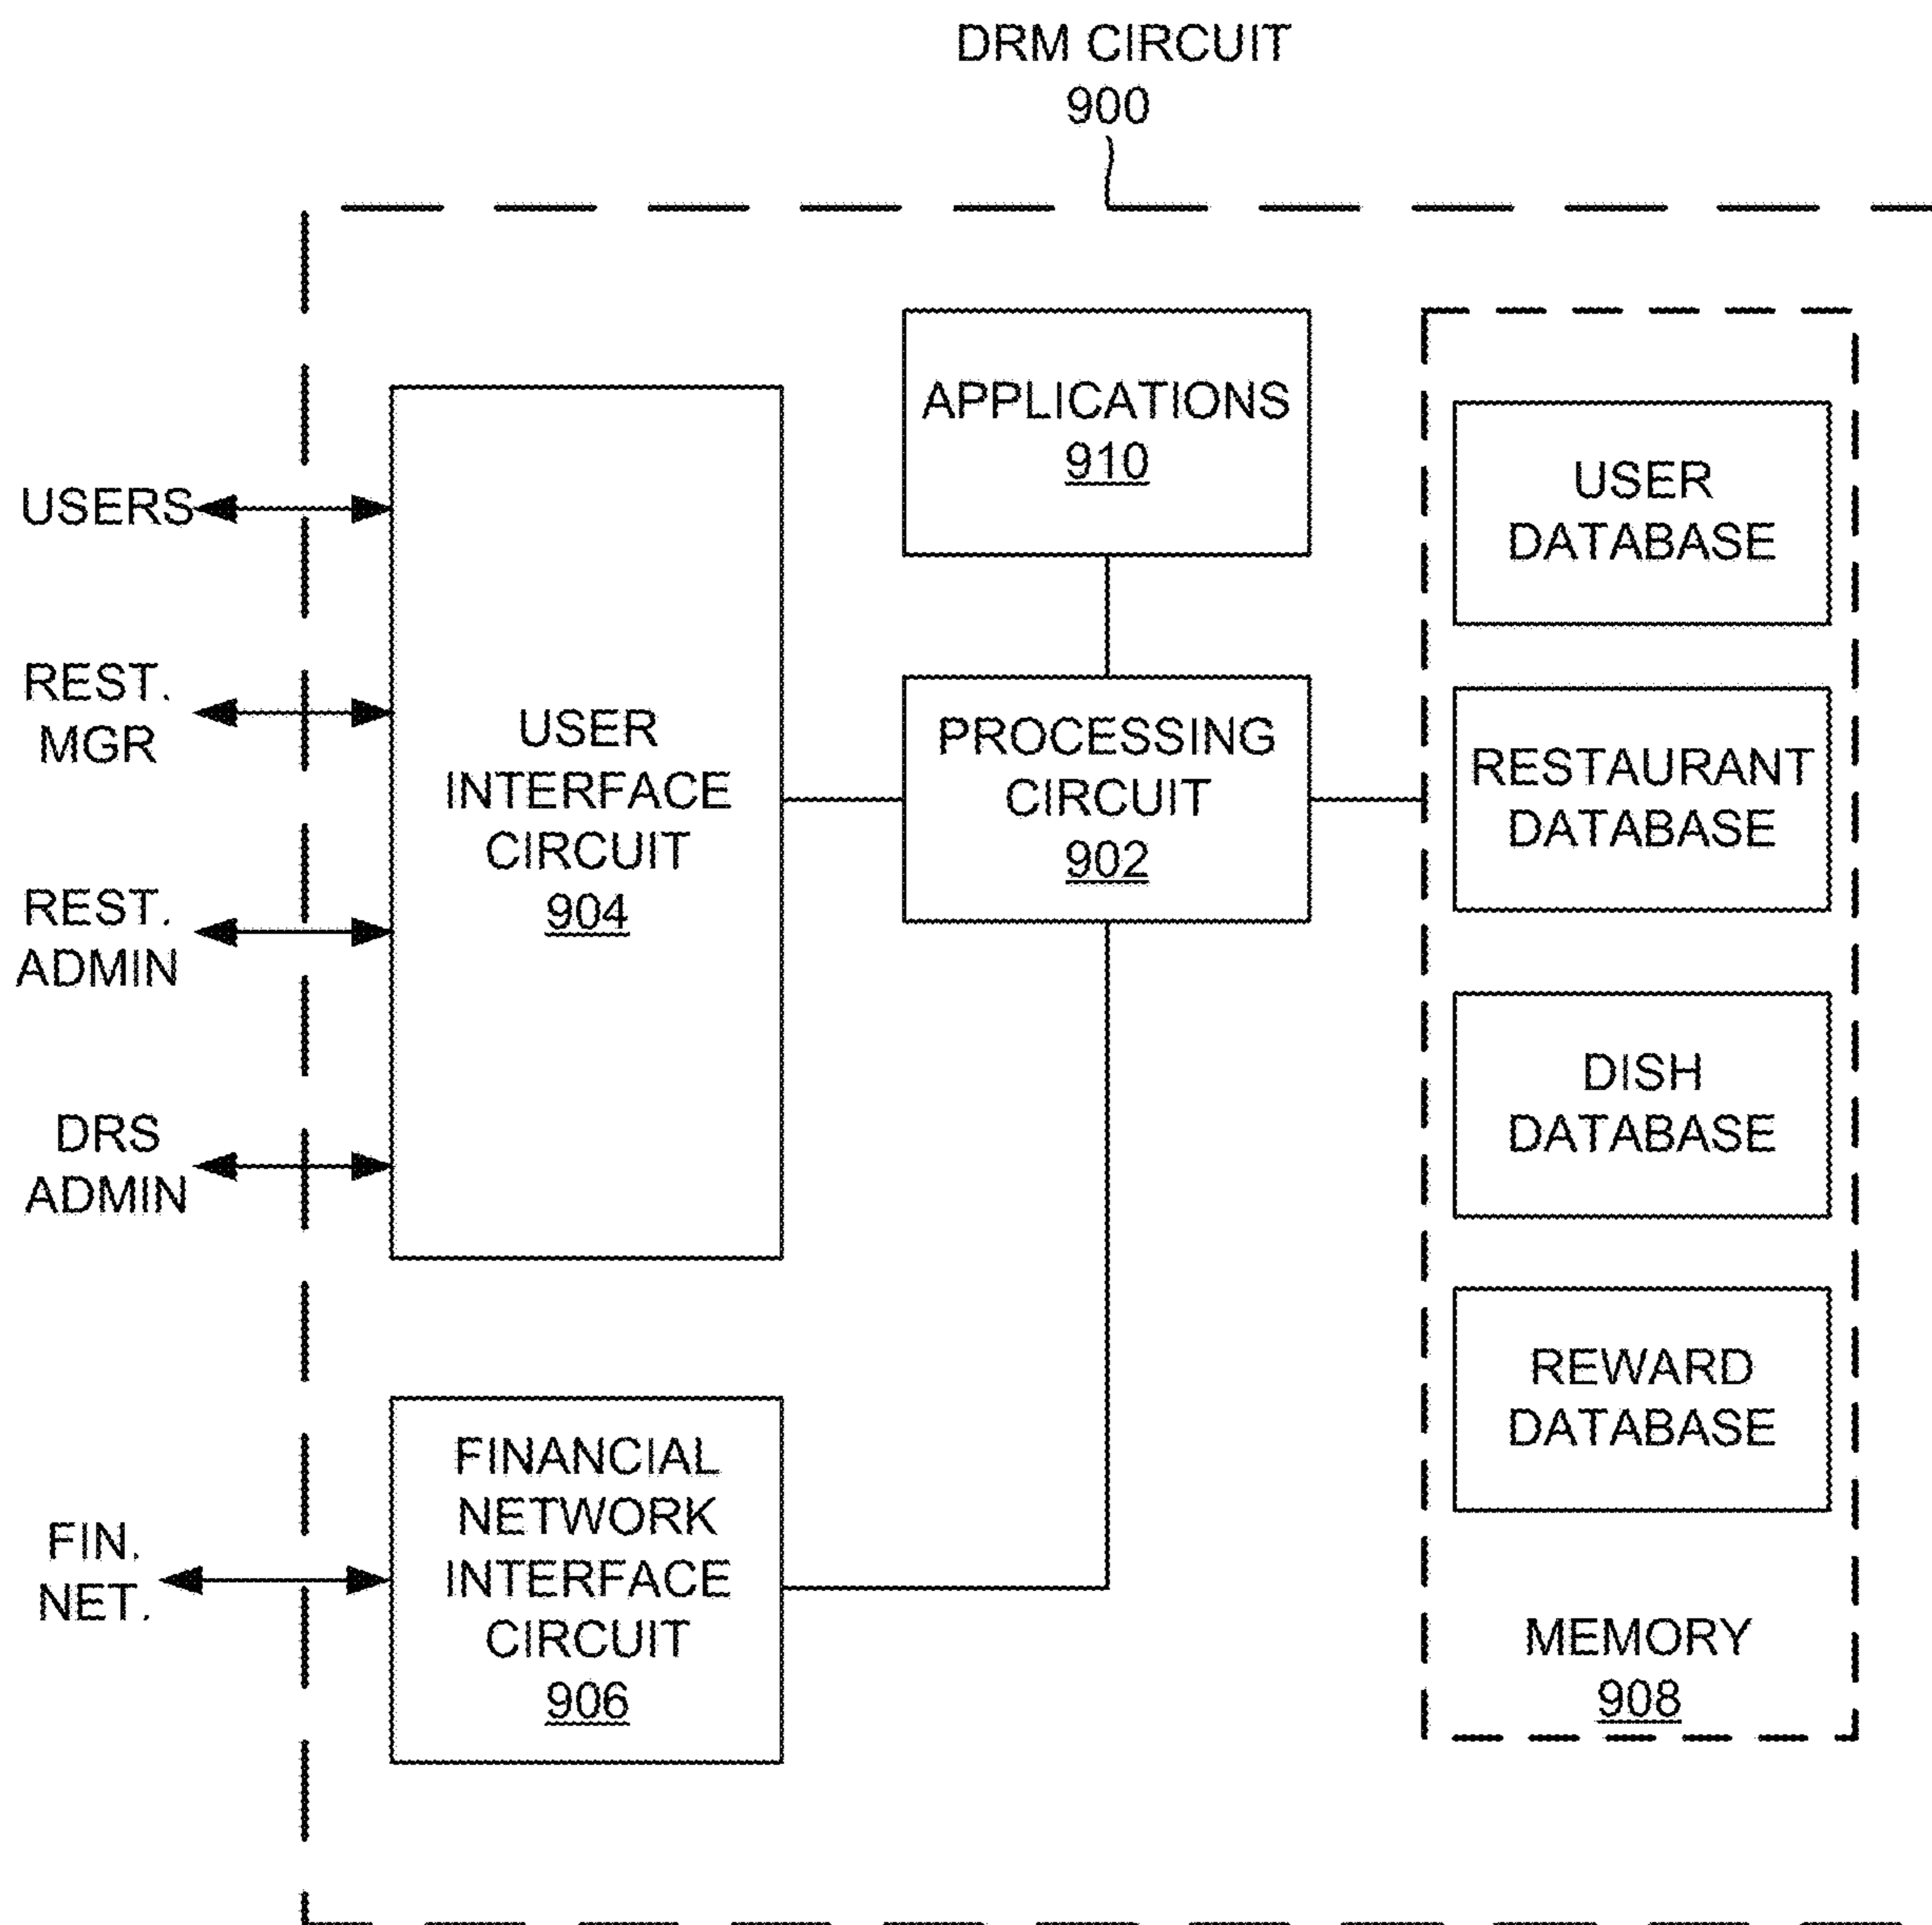 DRM CIRCUIT
900
USERS
REST.
MGR
REST.
ADMIN
DRS
ADMIN
FIN.
NET.
USER
INTERFACE
CIRCUIT
904
FINANCIAL
NETWORK
INTERFACE
CIRCUIT
906
APPLICATIONS
910
PROCESSING
CIRCUIT
902
USER
DATABASE
RESTAURANT
DATABASE
DISH
DATABASE
REWARD
DATABASE
MEMORY
908